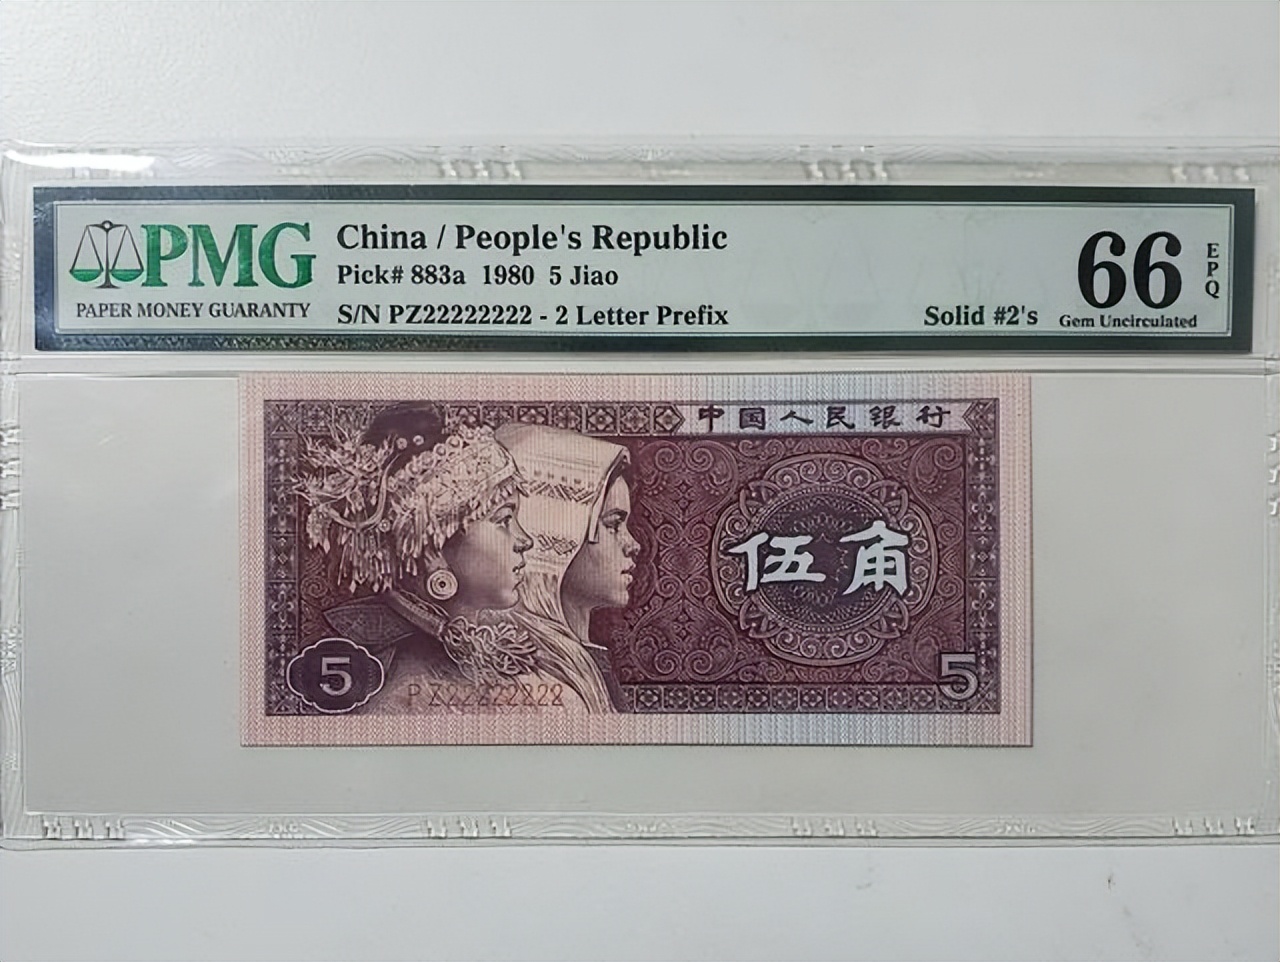 PMG
PAPER MONEY GUARANTY
China / People's Republic
Pick# 883a 1980 5 Jiao
S/N PZ22222222 - 2 Letter Prefix
Solid #2's
66
EPQ
Gem Uncirculated
中国人民银行
伍角
5
PZ22222222
5